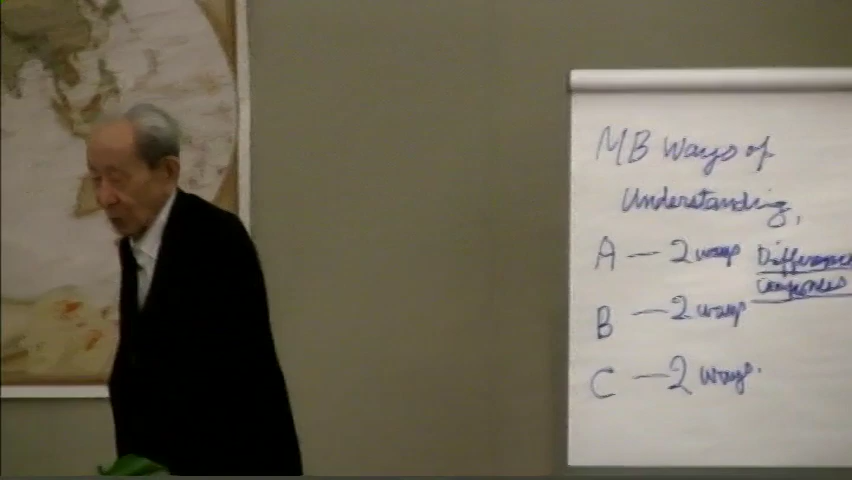 MB Ways of
Understanding,
A — 2 ways
B — 2 ways
C — 2 ways.